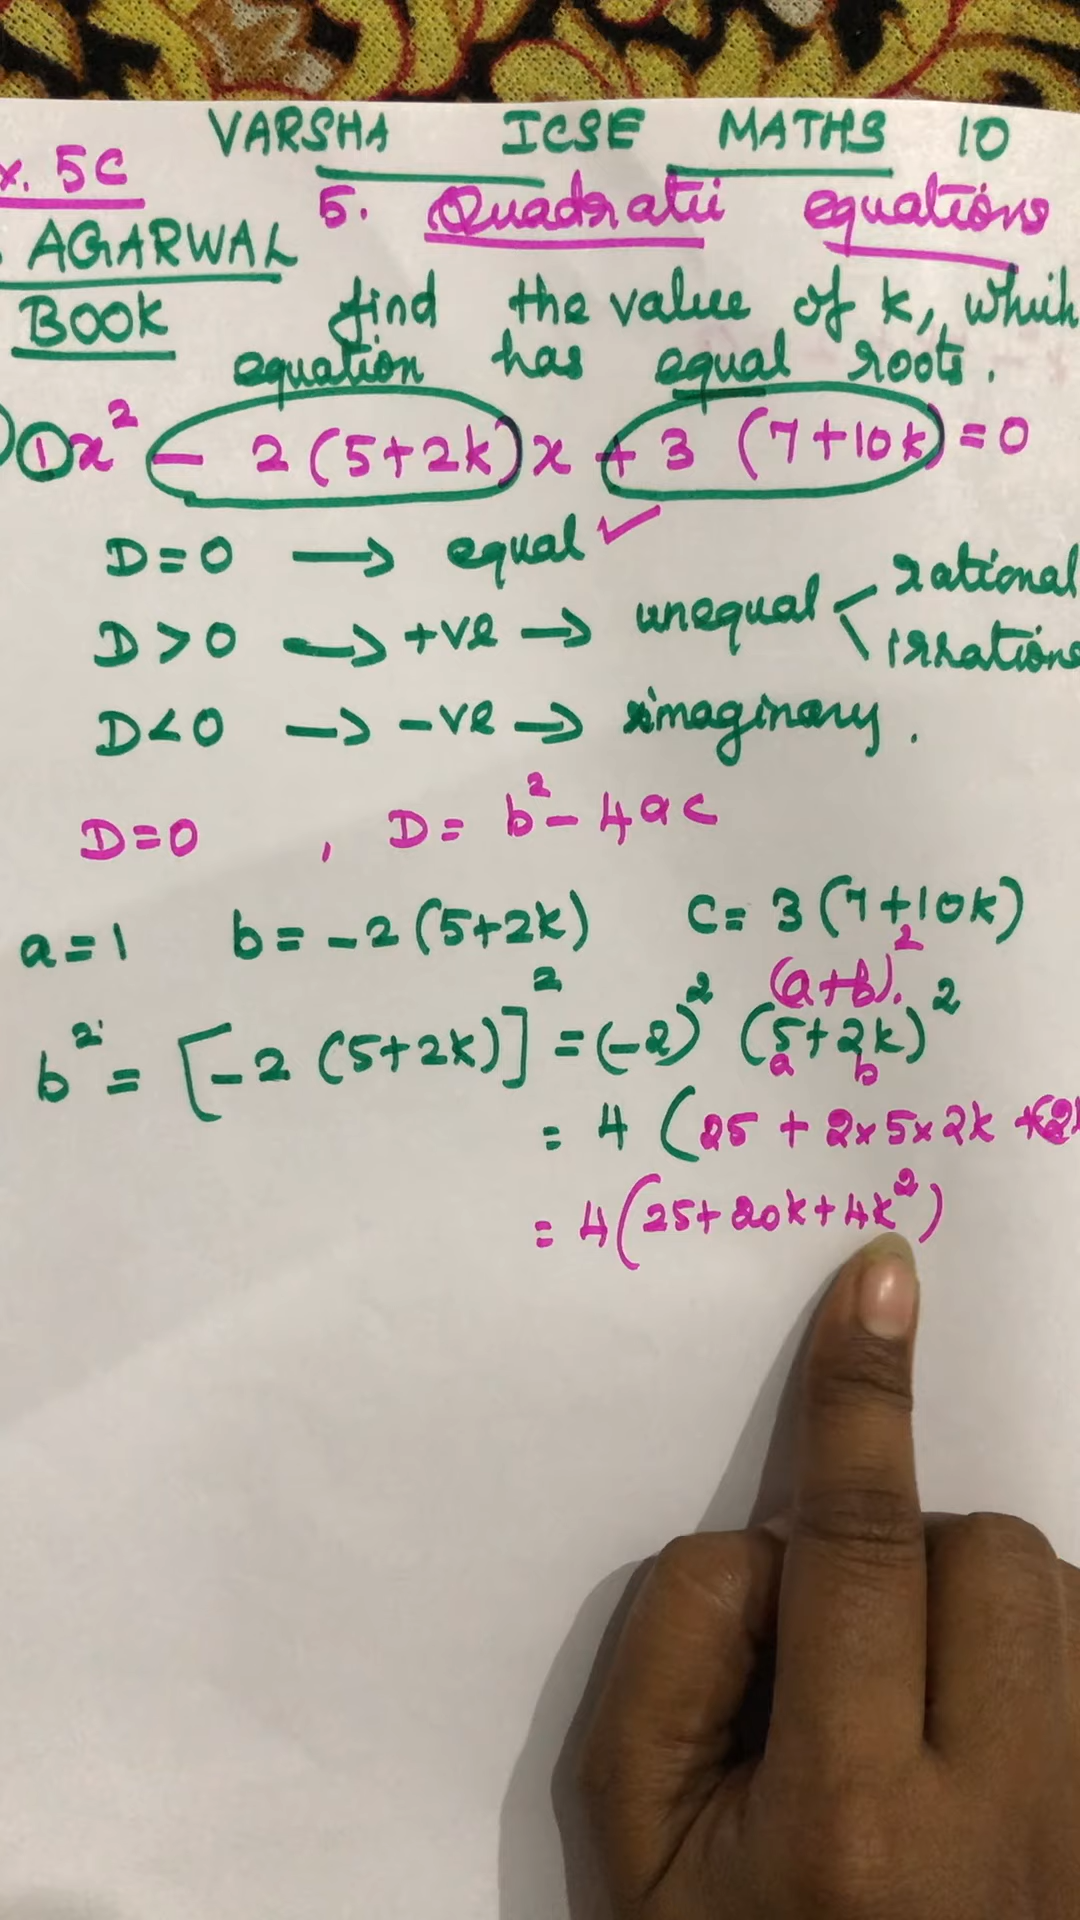 VARSHA ICSE MATHS 10
x. 5C
5. Quadratic equations
AGARWAL
BOOK find the value of k, which
equation has equal roots.
① x² - 2 (5+2k) x + 3 (7+10k) = 0
D=0 → equal ✓
D>0 → +ve → unequal < rational
irration
D<0 → -ve → imaginary.
D=0 , D= b²-4ac
a=1 b= -2(5+2k) c= 3(7+10k)
(a+b)².
b² = [-2 (5+2k)]² = (-2)² (5+2k)²
a b
= 4 (25 + 2×5×2k +(2k
= 4(25+20k+4k²)